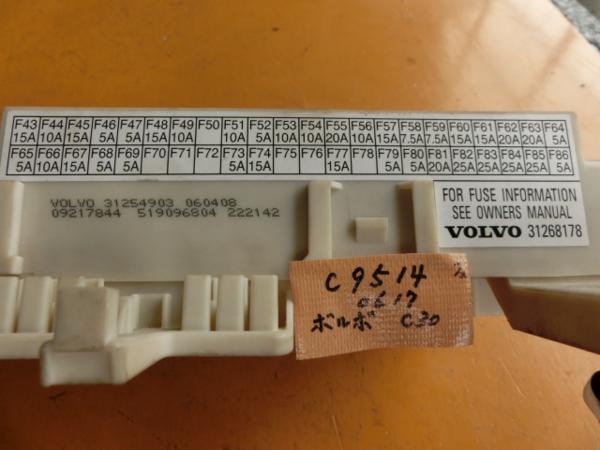 F43 F44 F45 F46 F47 F48 F49 F50 F51 F52 F53 F54 F55 F56 F57 F58 F59 F60 F61 F62 F63 F64
15A 10A 15A 5A 5A 15A 10A 10A 5A 10A 10A 20A 10A 15A 7.5A 7.5A 15A 15A 20A 20A 5A
F65 F66 F67 F68 F69 F70 F71 F72 F73 F74 F75 F76 F77 F78 F79 F80 F81 F82 F83 F84 F85 F86
5A 10A 15A 5A 5A 5A 15A 15A 5A 5A 20A 25A 25A 25A 25A 5A
VOLVO 31254903 060408
09217844 519096804 222142
FOR FUSE INFORMATION
SEE OWNERS MANUAL
VOLVO 31268178
C9514
0617
ボルボ C30